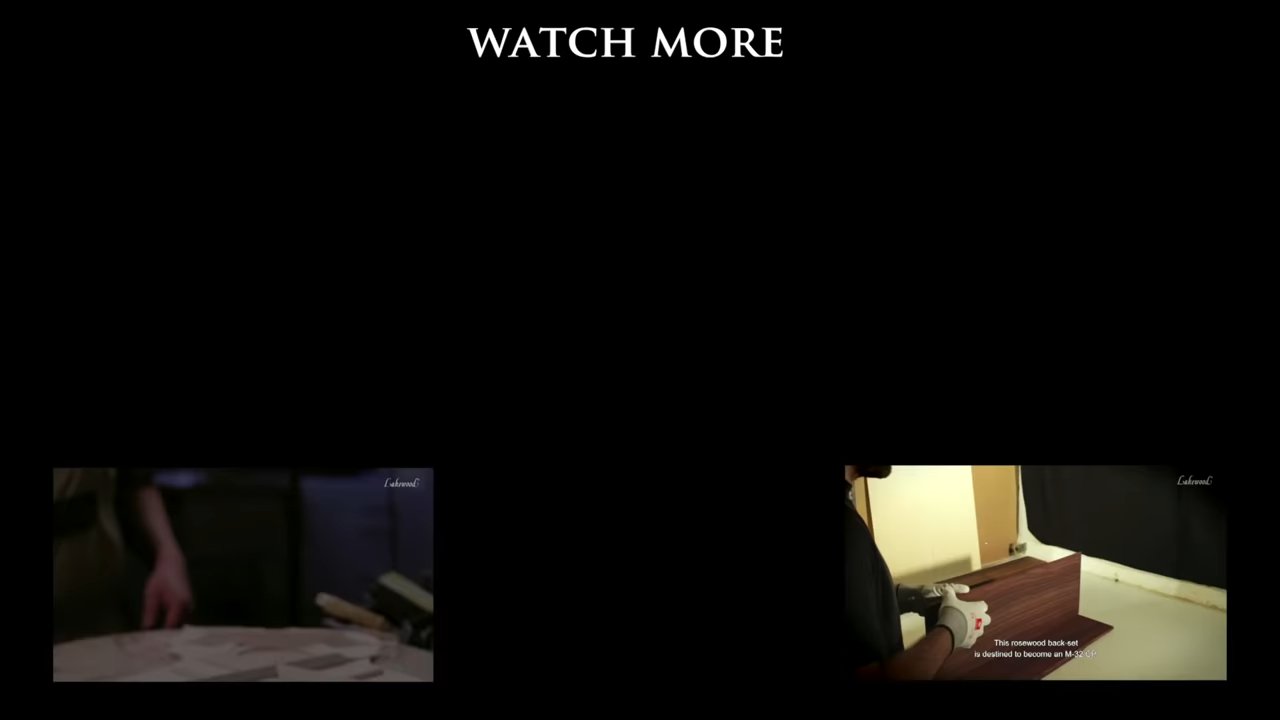 WATCH MORE
Lakewood
Lakewood
This rosewood back-set
is destined to become an M-32 CP